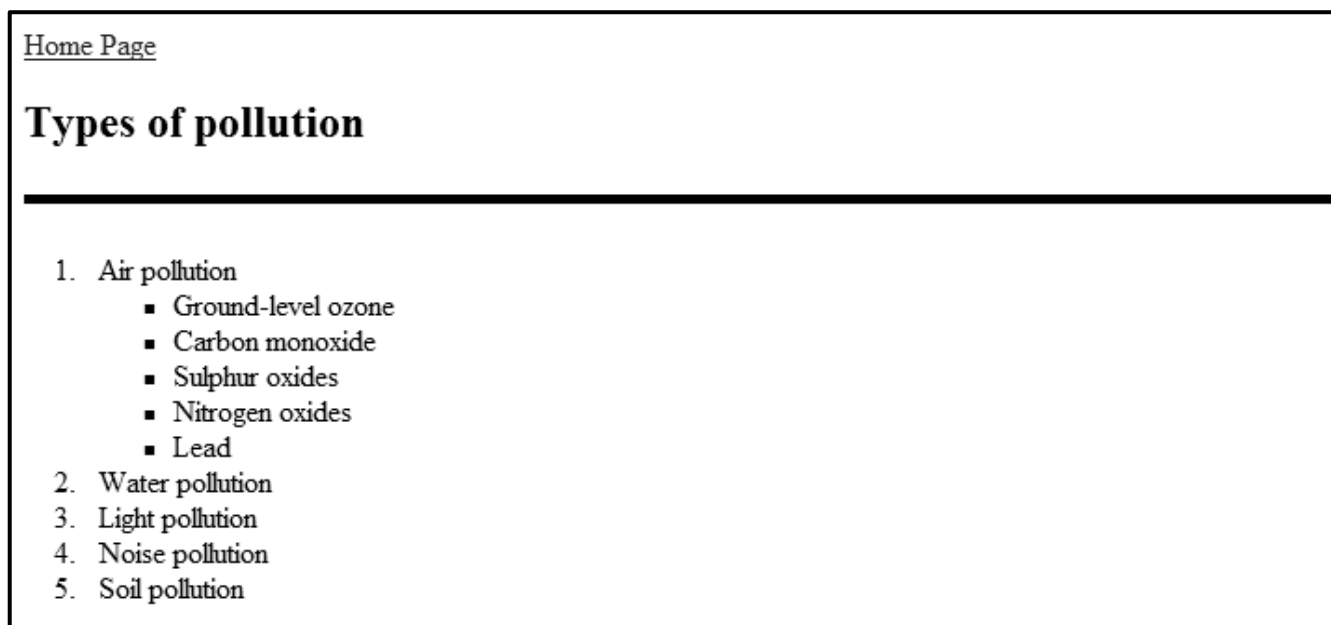 Home Page
Types of pollution
1. Air pollution
▪ Ground-level ozone
▪ Carbon monoxide
▪ Sulphur oxides
▪ Nitrogen oxides
▪ Lead
2. Water pollution
3. Light pollution
4. Noise pollution
5. Soil pollution